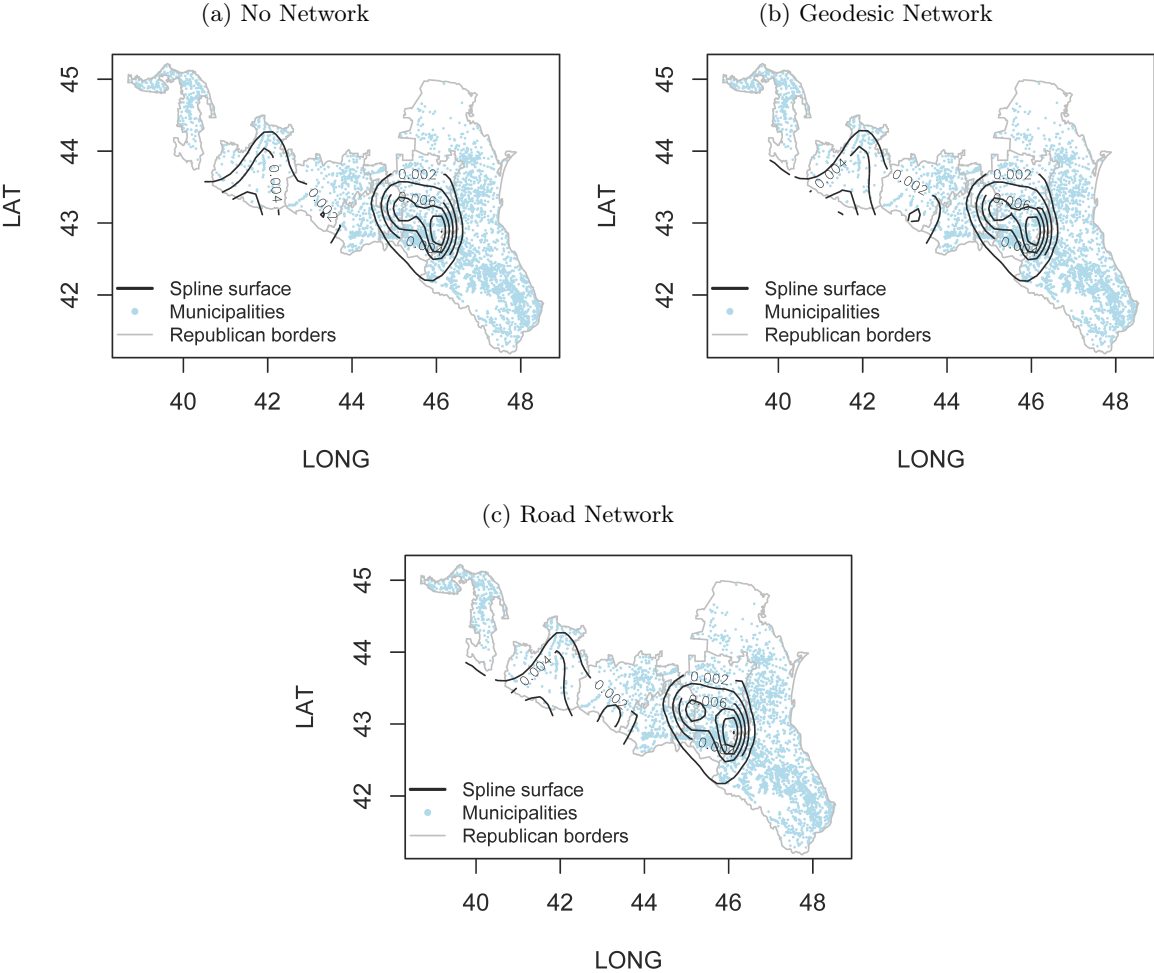 (a) No Network
(b) Geodesic Network
LAT
45
44
43
42
0.004
0.002
0.002
0.006
Spline surface
Municipalities
Republican borders
40 42 44 46 48
LONG
LAT
45
44
43
42
0.004
0.002
0.002
0.006
Spline surface
Municipalities
Republican borders
40 42 44 46 48
LONG
(c) Road Network
LAT
45
44
43
42
0.004
0.002
0.002
0.006
Spline surface
Municipalities
Republican borders
40 42 44 46 48
LONG